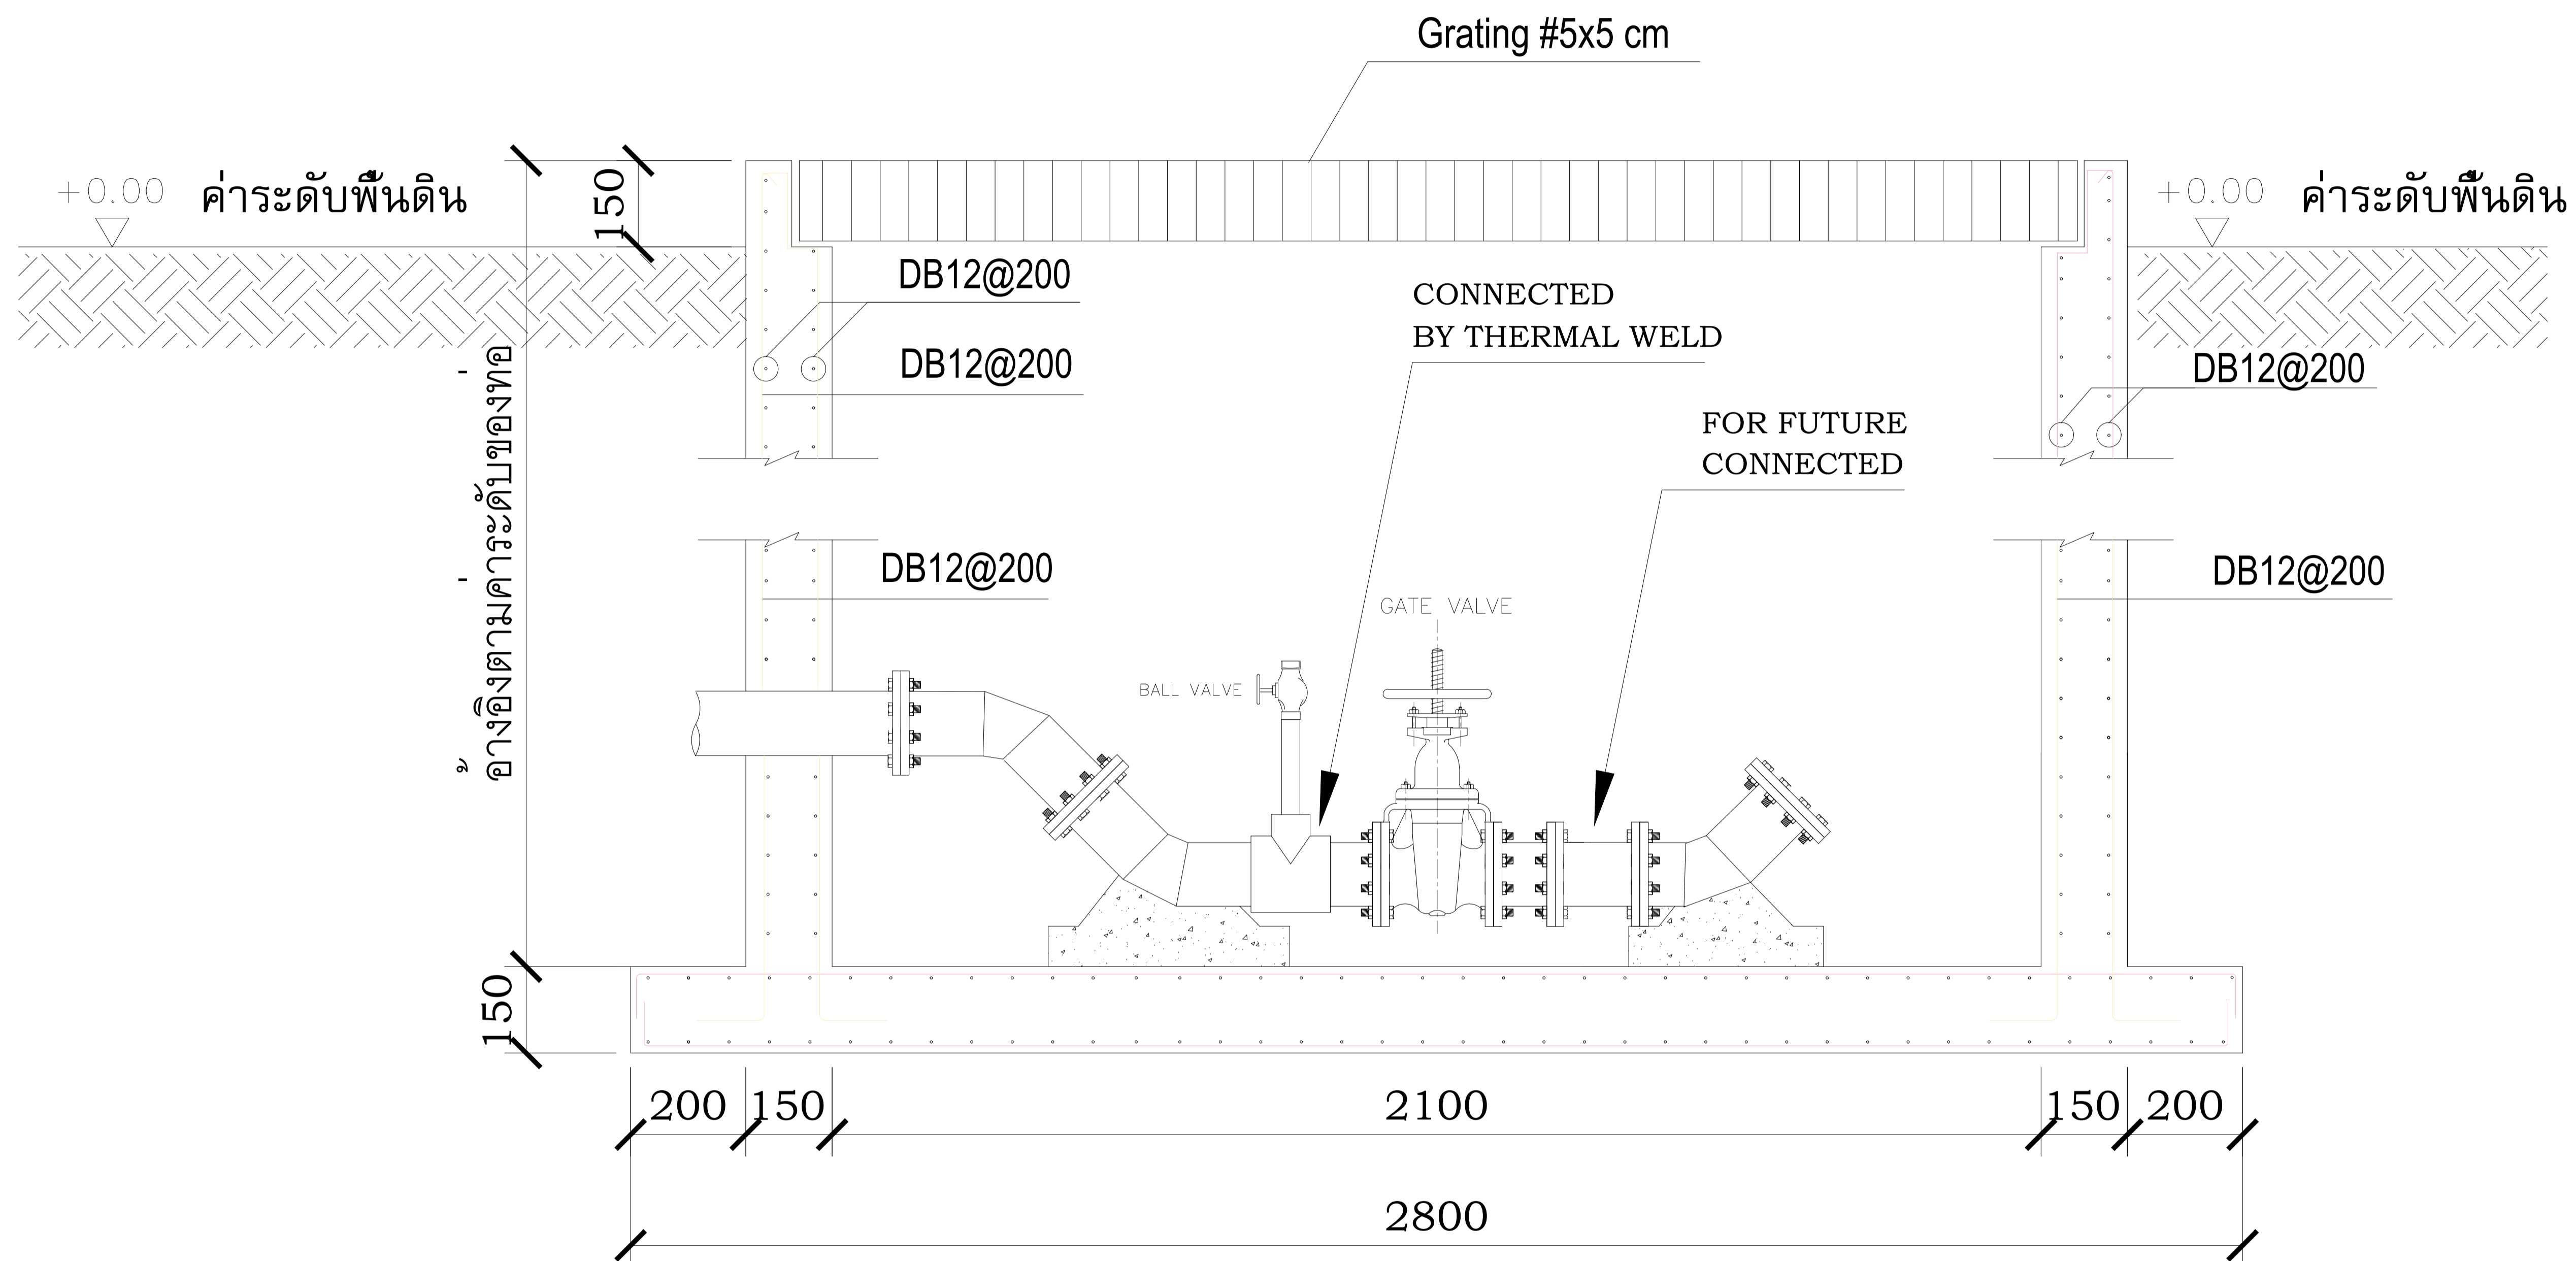 Grating #5x5 cm
+0.00 ค่าระดับพื้นดิน
150
+0.00 ค่าระดับพื้นดิน
DB12@200
CONNECTED
BY THERMAL WELD
DB12@200
DB12@200
FOR FUTURE
CONNECTED
อ้างอิงตามค่าระดับของท่อ
DB12@200
DB12@200
GATE VALVE
BALL VALVE
150
200 150 2100 150 200
2800